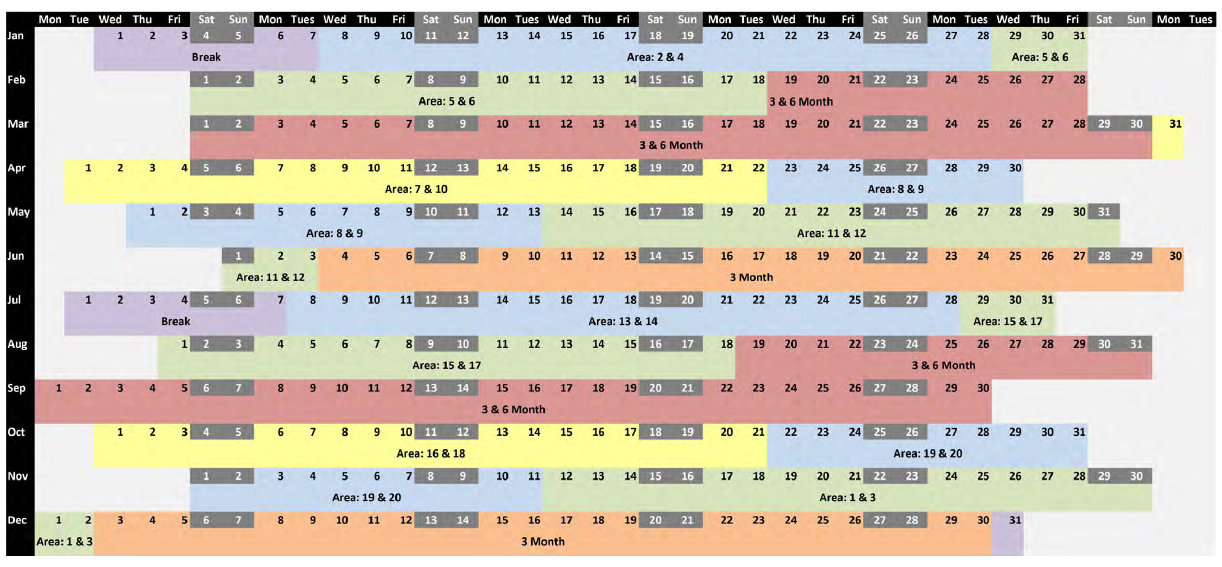 Mon Tue Wed Thu Fri Sat Sun Mon Tues Wed Thu Fri Sat Sun Mon Tues Wed Thu Fri Sat Sun Mon Tues Wed Thu Fri Sat Sun Mon Tues Wed Thu Fri Sat Sun Mon Tues
Jan 1 2 3 4 5 6 7 8 9 10 11 12 13 14 15 16 17 18 19 20 21 22 23 24 25 26 27 28 29 30 31
Break Area: 2 & 4 Area: 5 & 6
Feb 1 2 3 4 5 6 7 8 9 10 11 12 13 14 15 16 17 18 19 20 21 22 23 24 25 26 27 28
Area: 5 & 6 3 & 6 Month
Mar 1 2 3 4 5 6 7 8 9 10 11 12 13 14 15 16 17 18 19 20 21 22 23 24 25 26 27 28 29 30 31
3 & 6 Month
Apr 1 2 3 4 5 6 7 8 9 10 11 12 13 14 15 16 17 18 19 20 21 22 23 24 25 26 27 28 29 30
Area: 7 & 10 Area: 8 & 9
May 1 2 3 4 5 6 7 8 9 10 11 12 13 14 15 16 17 18 19 20 21 22 23 24 25 26 27 28 29 30 31
Area: 8 & 9 Area: 11 & 12
Jun 1 2 3 4 5 6 7 8 9 10 11 12 13 14 15 16 17 18 19 20 21 22 23 24 25 26 27 28 29 30
Area: 11 & 12 3 Month
Jul 1 2 3 4 5 6 7 8 9 10 11 12 13 14 15 16 17 18 19 20 21 22 23 24 25 26 27 28 29 30 31
Break Area: 13 & 14 Area: 15 & 17
Aug 1 2 3 4 5 6 7 8 9 10 11 12 13 14 15 16 17 18 19 20 21 22 23 24 25 26 27 28 29 30 31
Area: 15 & 17 3 & 6 Month
Sep 1 2 3 4 5 6 7 8 9 10 11 12 13 14 15 16 17 18 19 20 21 22 23 24 25 26 27 28 29 30
3 & 6 Month
Oct 1 2 3 4 5 6 7 8 9 10 11 12 13 14 15 16 17 18 19 20 21 22 23 24 25 26 27 28 29 30 31
Area: 16 & 18 Area: 19 & 20
Nov 1 2 3 4 5 6 7 8 9 10 11 12 13 14 15 16 17 18 19 20 21 22 23 24 25 26 27 28 29 30
Area: 19 & 20 Area: 1 & 3
Dec 1 2 3 4 5 6 7 8 9 10 11 12 13 14 15 16 17 18 19 20 21 22 23 24 25 26 27 28 29 30 31
Area: 1 & 3 3 Month